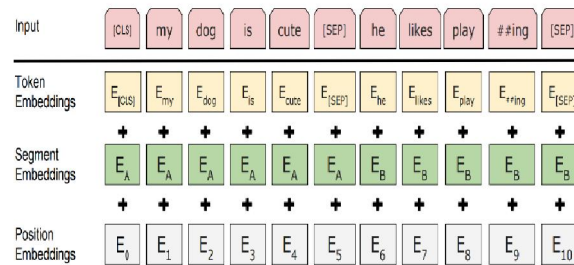 Input [CLS] my dog is cute [SEP] he likes play ##ing [SEP]
Token Embeddings E[CLS] Emy Edog Eis Ecute E[SEP] Ehe Elikes Eplay E##ing E[SEP]
+ + + + + + + + + + +
Segment Embeddings EA EA EA EA EA EA EB EB EB EB EB
+ + + + + + + + + + +
Position Embeddings E0 E1 E2 E3 E4 E5 E6 E7 E8 E9 E10